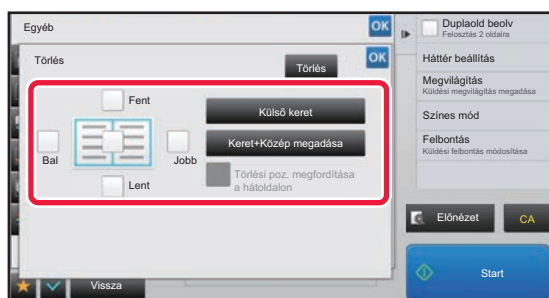 Egyéb
OK
Törlés
Törlés
OK
Fent
Bal
Jobb
Lent
Külső keret
Keret+Közép megadása
Törlési poz. megfordítása
a hátoldalon
Vissza
Duplaold beolv
Felosztás 2 oldalra
Háttér beállítás
Megvilágítás
Küldési megvilágítás megadása
Színes mód
Felbontás
Küldési felbontás módosítása
Előnézet
CA
Start